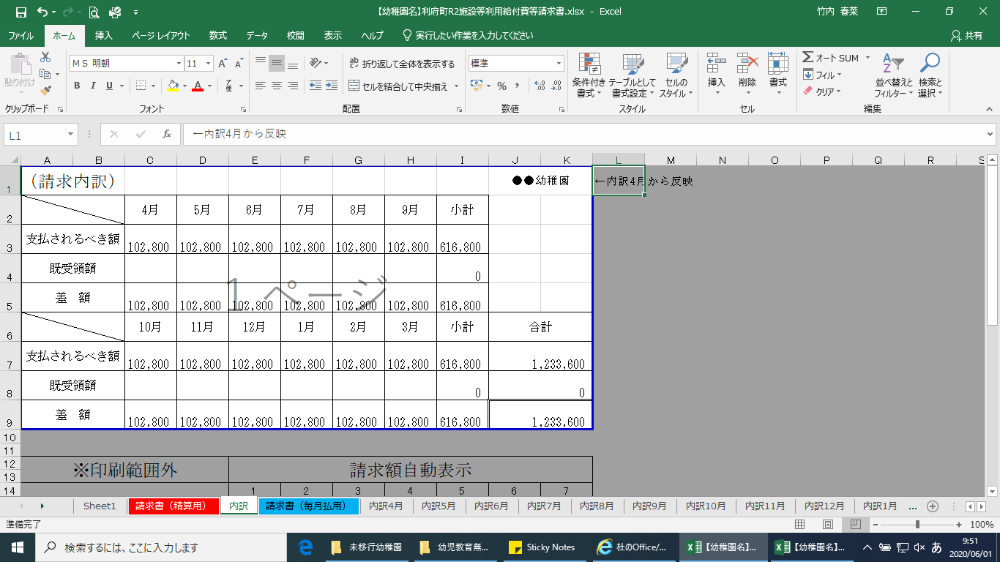 【幼稚園名】利府町R2施設等利用給付費等請求書.xlsx - Excel
竹内 春菜
ファイル ホーム 挿入 ページ レイアウト 数式 データ 校閲 表示 ヘルプ 実行したい作業を入力してください 共有
貼り付け
クリップボード
ＭＳ 明朝 11
B I U
フォント
折り返して全体を表示する
セルを結合して中央揃え
配置
標準
数値
条件付き書式 テーブルとして書式設定 セルのスタイル
スタイル
挿入 削除 書式
セル
オート SUM
フィル
クリア
並べ替えとフィルター 検索と選択
編集
L1 fx ←内訳4月から反映
A B C D E F G H I J K L M N O P Q R S
1 （請求内訳） ●●幼稚園 ←内訳4月から反映
2 4月 5月 6月 7月 8月 9月 小計
3 支払されるべき額 102,800 102,800 102,800 102,800 102,800 102,800 616,800
4 既受領額 0
1 ページ
5 差　額 102,800 102,800 102,800 102,800 102,800 102,800 616,800
6 10月 11月 12月 1月 2月 3月 小計 合計
7 支払されるべき額 102,800 102,800 102,800 102,800 102,800 102,800 616,800 1,233,600
8 既受領額 0 0
9 差　額 102,800 102,800 102,800 102,800 102,800 102,800 616,800 1,233,600
10
11
12 ※印刷範囲外 請求額自動表示
13
14 1 2 3 4 5 6 7
Sheet1 請求書（精算用） 内訳 請求書（毎月払用） 内訳4月 内訳5月 内訳6月 内訳7月 内訳8月 内訳9月 内訳10月 内訳11月 内訳12月 内訳1月 ...
準備完了 100%
検索するには、ここに入力します 未移行幼稚園 幼児教育無... Sticky Notes 杜のOffice/... 【幼稚園名】... 【幼稚園名】... あ 9:51
2020/06/01